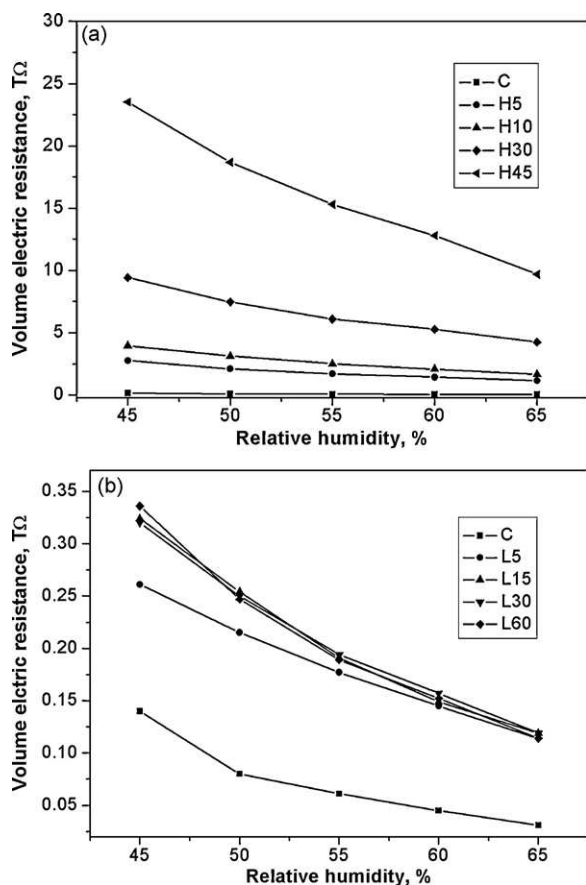 (a)
Volume electric resistance, TΩ
30
25
20
15
10
5
0
C
H5
H10
H30
H45
45 50 55 60 65
Relative humidity, %
(b)
Volume elctric resistance, TΩ
0.35
0.30
0.25
0.20
0.15
0.10
0.05
C
L5
L15
L30
L60
45 50 55 60 65
Relative humidity, %